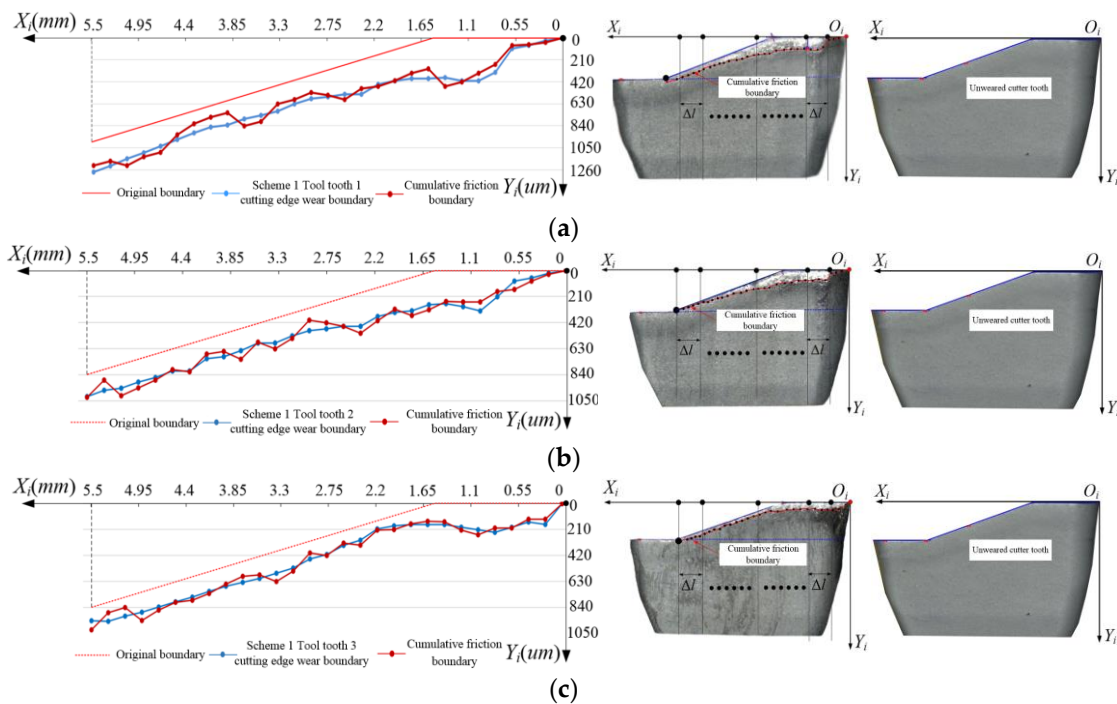 (a)
Xi(mm)
5.5 4.95 4.4 3.85 3.3 2.75 2.2 1.65 1.1 0.55 0
0
210
420
630
840
1050
1260
Yi(um)
Original boundary
Scheme 1 Tool tooth 1
cutting edge wear boundary
Cumulative friction
boundary
Xi Oi
Cumulative friction
boundary
Δl Δl
Yi
Xi Oi
Unweared cutter tooth
Yi
(b)
Xi(mm)
5.5 4.95 4.4 3.85 3.3 2.75 2.2 1.65 1.1 0.55 0
0
210
420
630
840
1050
Yi(um)
Original boundary
Scheme 1 Tool tooth 2
cutting edge wear boundary
Cumulative friction
boundary
Xi Oi
Cumulative friction
boundary
Δl Δl
Yi
Xi Oi
Unweared cutter tooth
Yi
(c)
Xi(mm)
5.5 4.95 4.4 3.85 3.3 2.75 2.2 1.65 1.1 0.55 0
0
210
420
630
840
1050
Yi(um)
Original boundary
Scheme 1 Tool tooth 3
cutting edge wear boundary
Cumulative friction
boundary
Xi Oi
Cumulative friction
boundary
Δl Δl
Yi
Xi Oi
Unweared cutter tooth
Yi